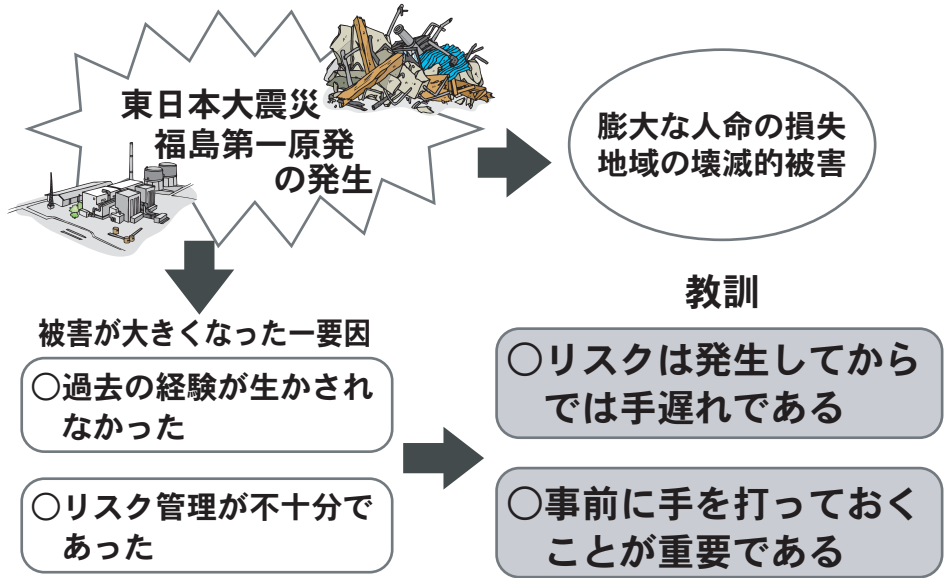 東日本大震災
福島第一原発
の発生
膨大な人命の損失
地域の壊滅的被害
被害が大きくなった一要因
○過去の経験が生かされ
なかった
○リスク管理が不十分で
あった
教訓
○リスクは発生してから
では手遅れである
○事前に手を打っておく
ことが重要である